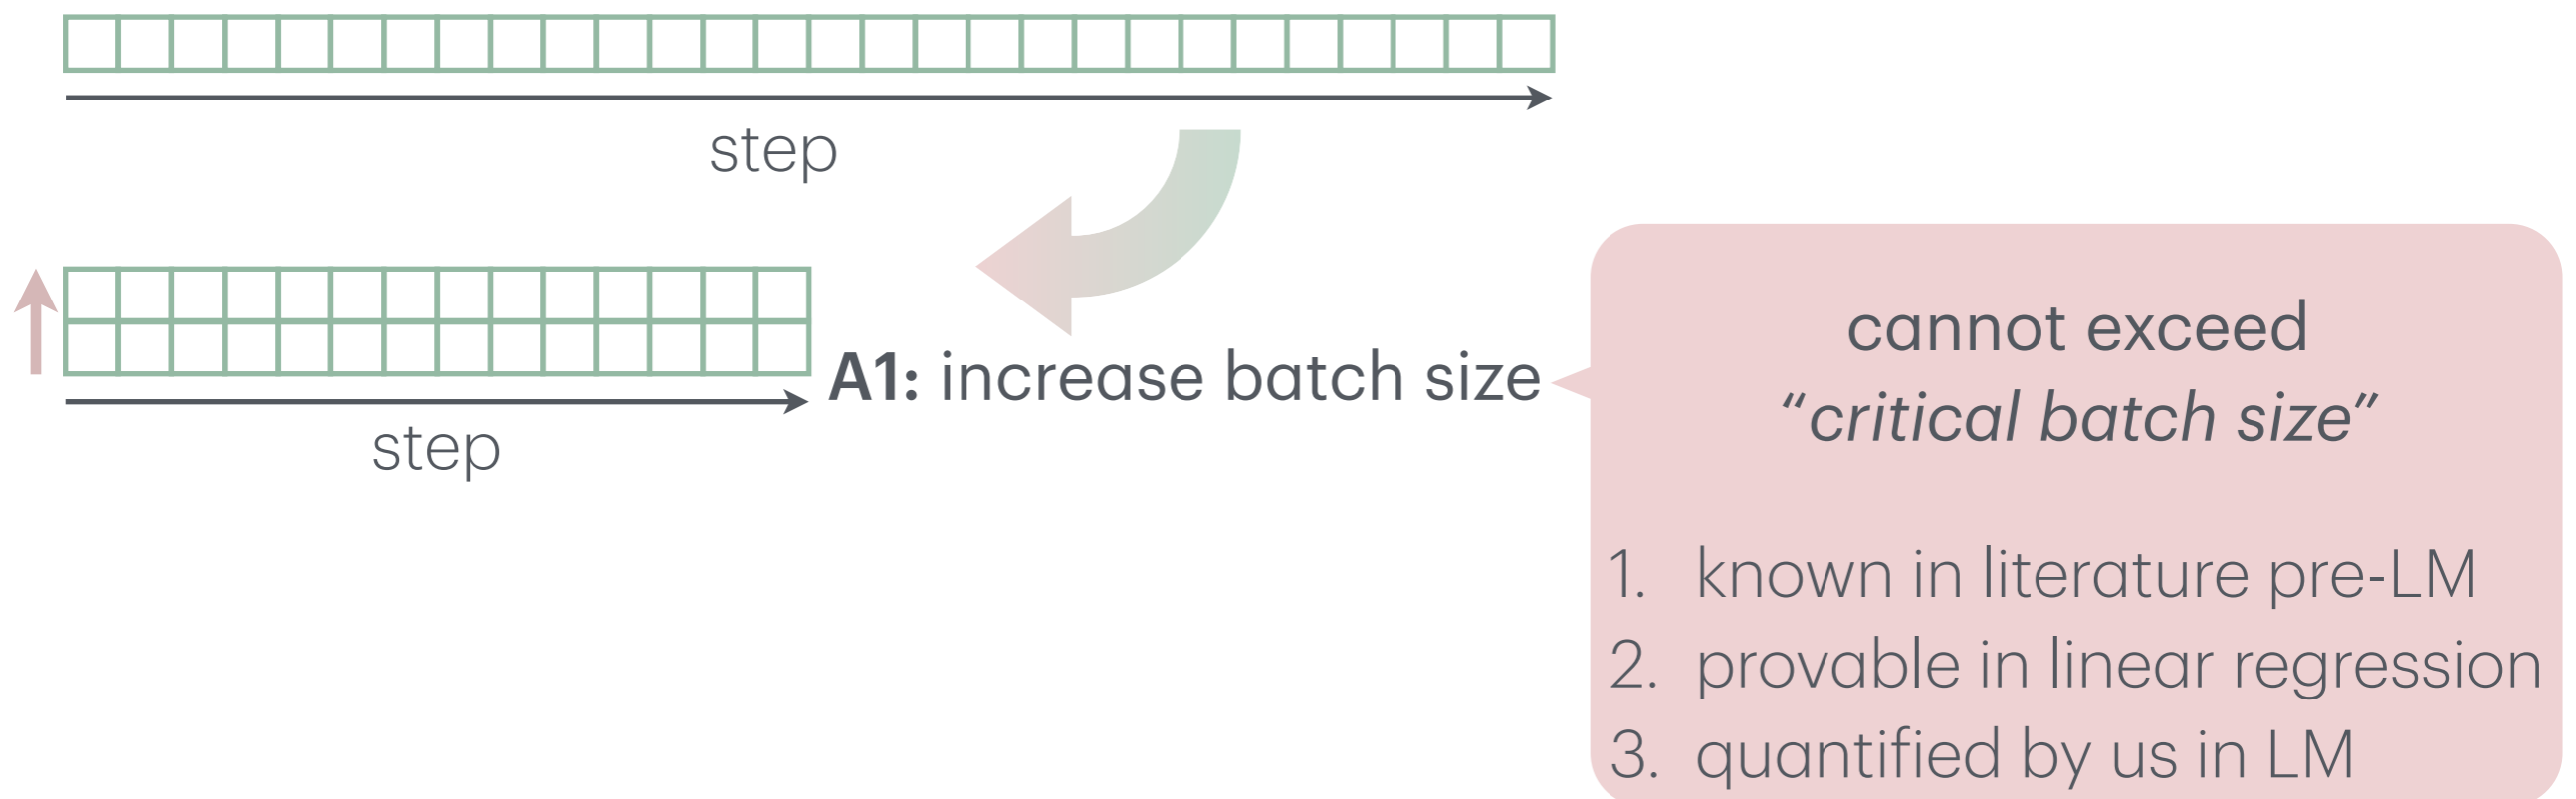 step
A1: increase batch size
step
cannot exceed
“critical batch size”
1. known in literature pre-LM
2. provable in linear regression
3. quantified by us in LM